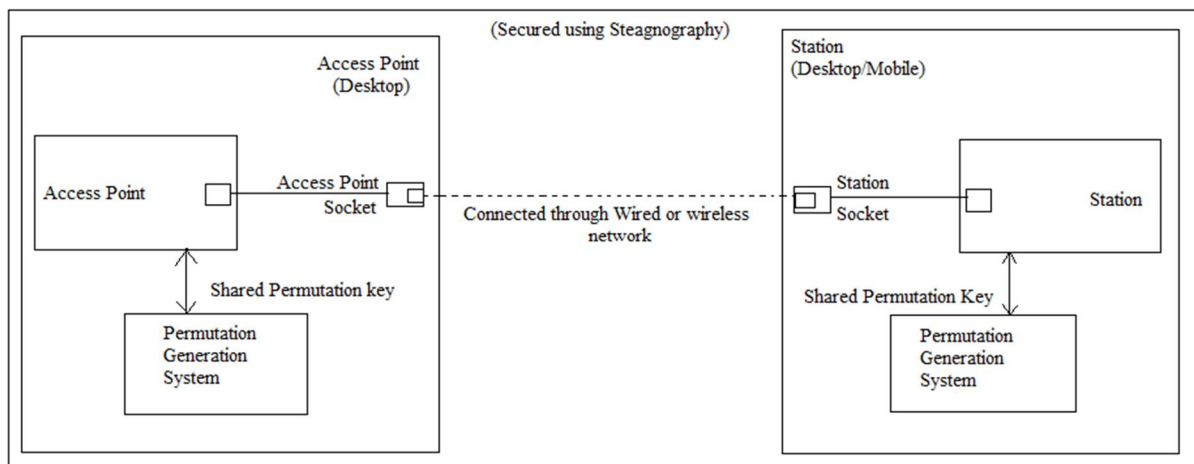 (Secured using Steagnography)
Access Point
(Desktop)
Station
(Desktop/Mobile)
Access Point
Access Point
Socket
Connected through Wired or wireless
network
Station
Socket
Station
Shared Permutation key
Shared Permutation Key
Permutation
Generation
System
Permutation
Generation
System